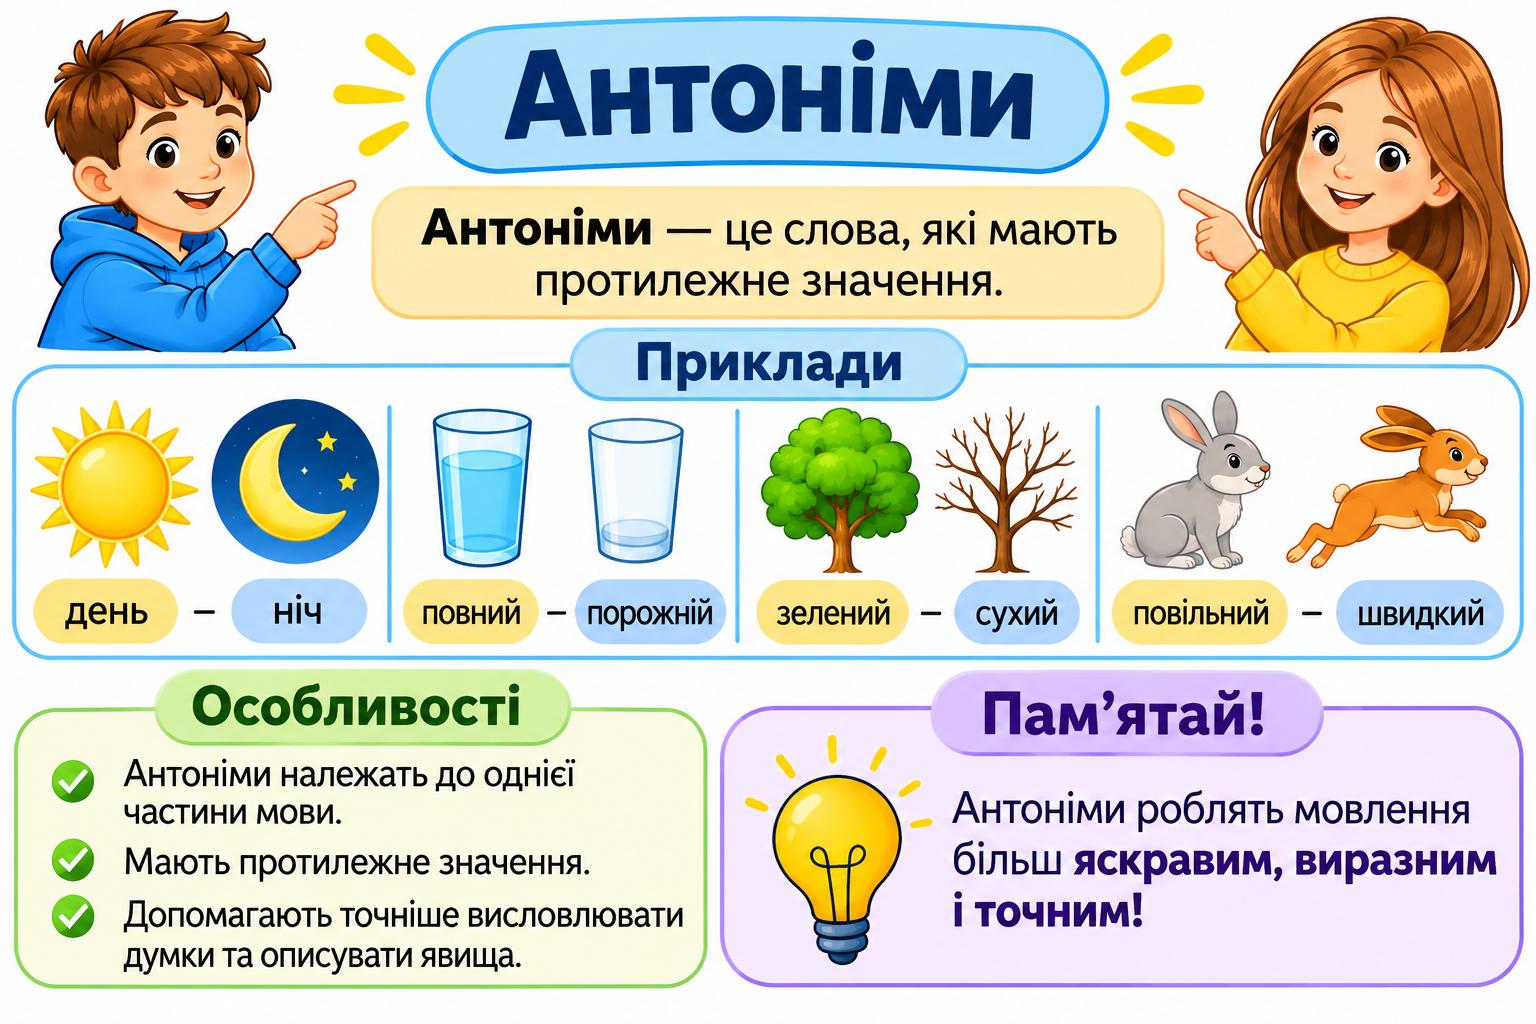 Антоніми
Антоніми — це слова, які мають
протилежне значення.
Приклади
день – ніч
повний – порожній
зелений – сухий
повільний – швидкий
Особливості
Антоніми належать до однієї
частини мови.
Мають протилежне значення.
Допомагають точніше висловлювати
думки та описувати явища.
Пам’ятай!
Антоніми роблять мовлення
більш яскравим, виразним
і точним!